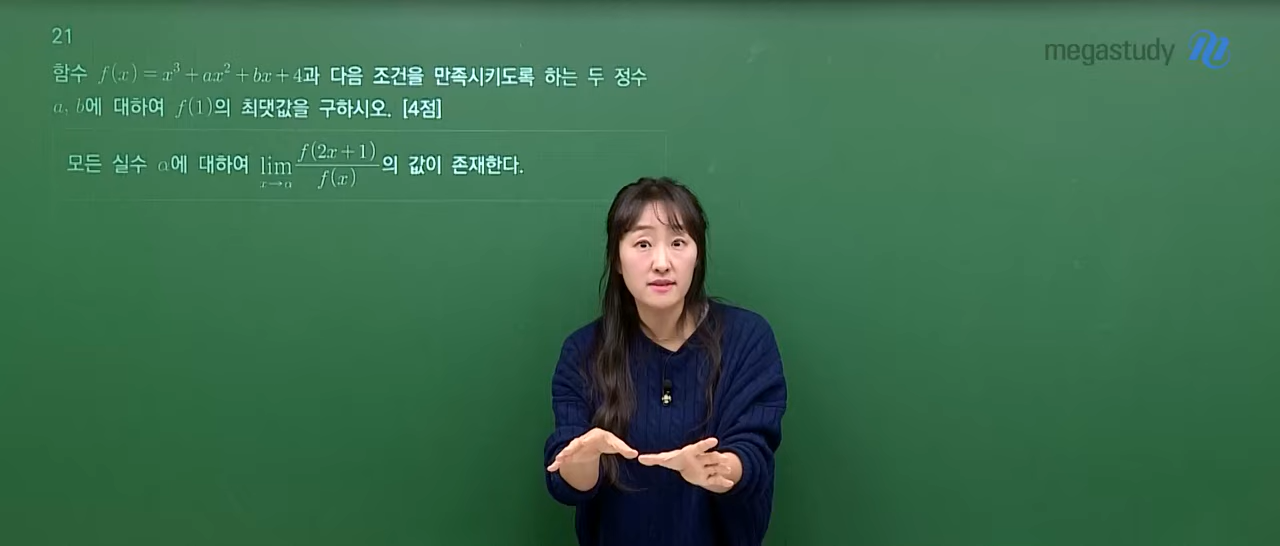 21
megastudy
함수 f(x) = x³ + ax² + bx + 4과 다음 조건을 만족시키도록 하는 두 정수
a, b에 대하여 f(1)의 최댓값을 구하시오. [4점]
모든 실수 α에 대하여 lim_{x→α} f(2x+1)/f(x)의 값이 존재한다.